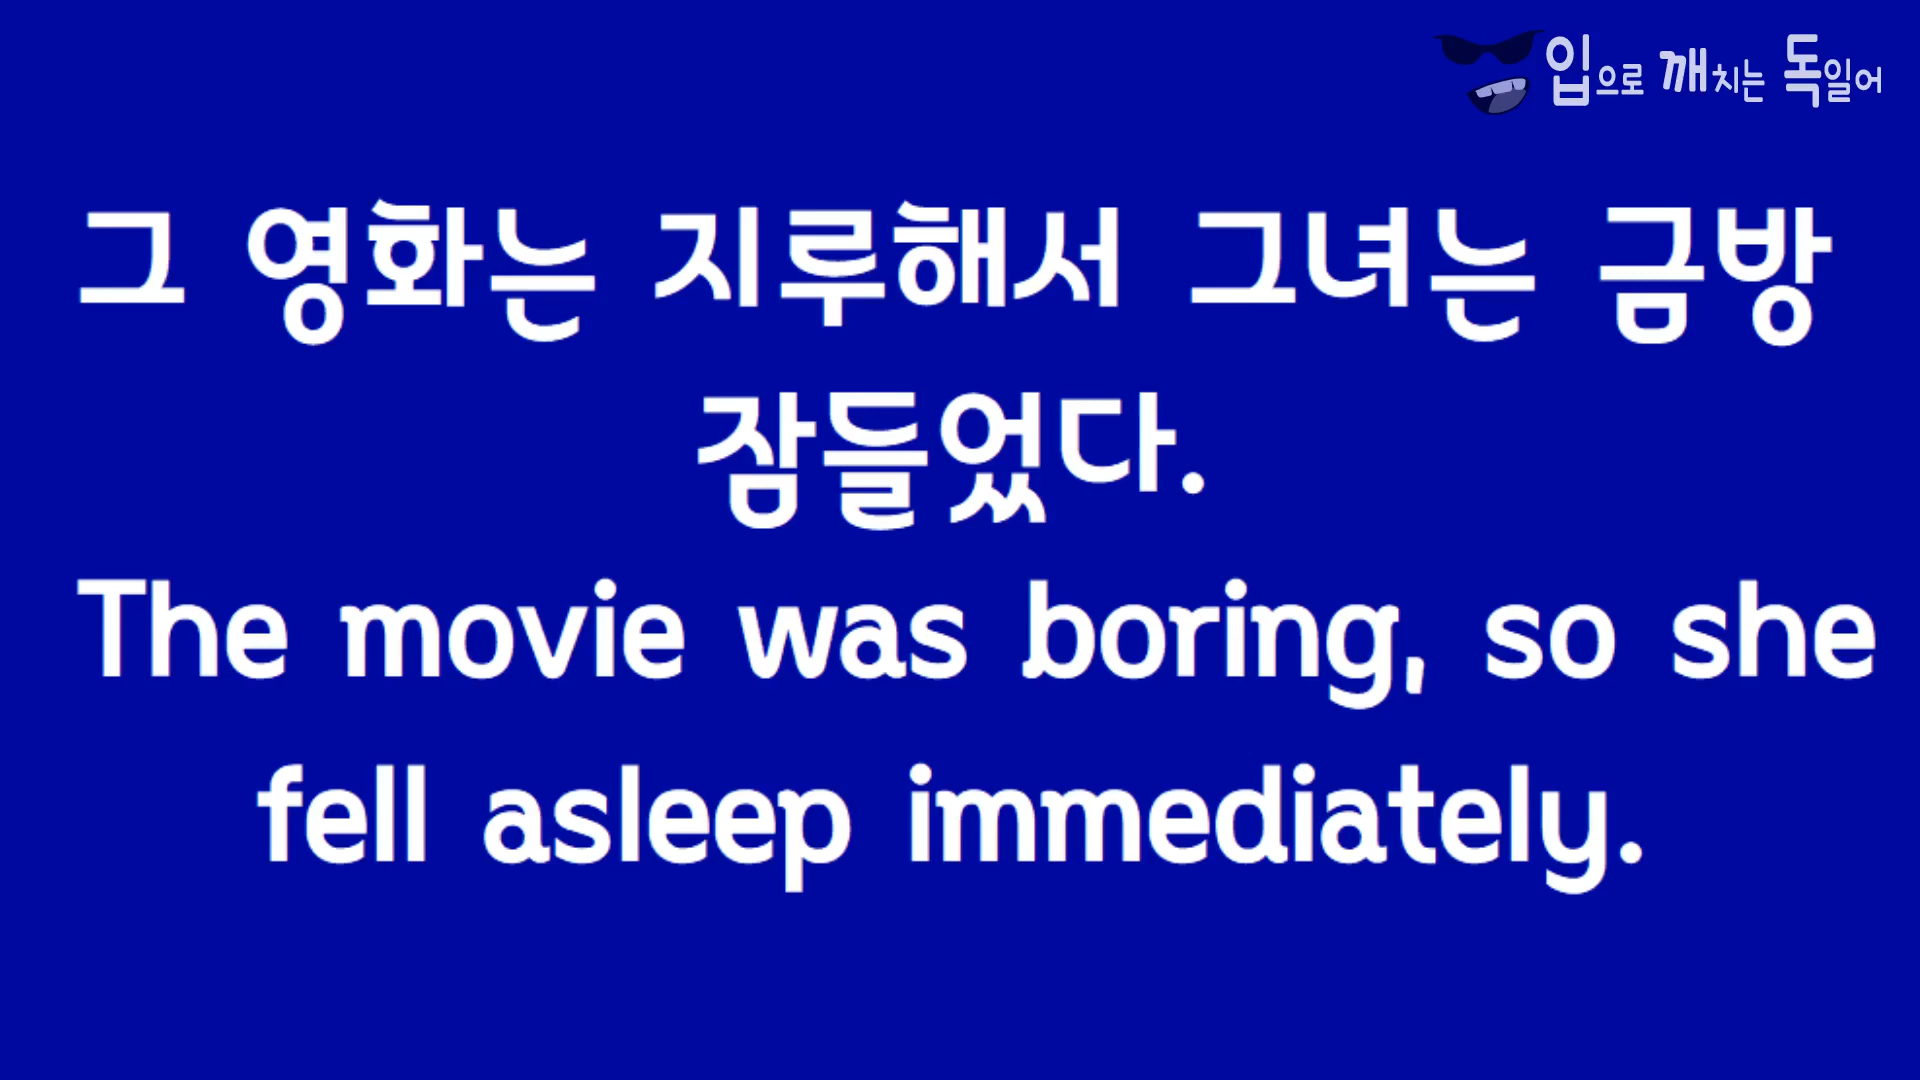 입으로 깨치는 독일어
그 영화는 지루해서 그녀는 금방
잠들었다.
The movie was boring, so she
fell asleep immediately.